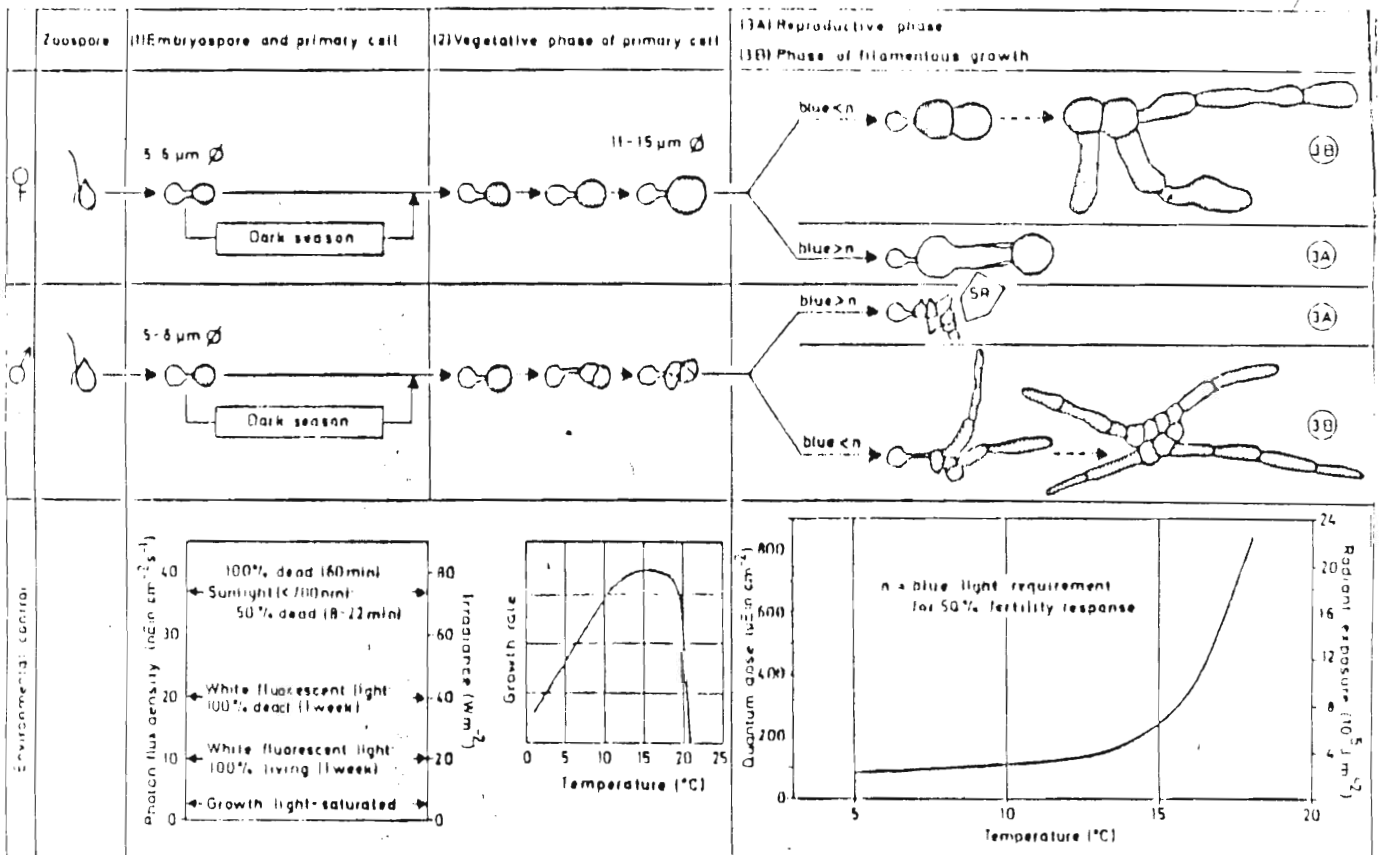 Zoospore
(1) Embryospore and primary cell
(2) Vegetative phase of primary cell
(3A) Reproductive phase
(3B) Phase of filamentous growth
♀
5-6 µm Ø
Dark season
11-15 µm Ø
blue < n
3B
blue > n
3A
♂
5-6 µm Ø
Dark season
blue > n
SR
3A
blue < n
3B
Environmental control
Photon flux density (nEin cm⁻² s⁻¹)
40
30
20
10
0
100% dead (60 min)
Sunlight (< 700 nm):
50% dead (8-22 min)
White fluorescent light:
100% dead (1 week)
White fluorescent light:
100% living (1 week)
Growth light-saturated
80
60
40
20
0
Irradiance (W m⁻²)
Growth rate
0 5 10 15 20 25
Temperature (°C)
Quantum dose (µEin cm⁻²)
800
600
400
200
100
0
n = blue light requirement
for 50% fertility response
24
20
16
12
8
4
0
Radiant exposure (10⁵ J m⁻²)
5 10 15 20
Temperature (°C)